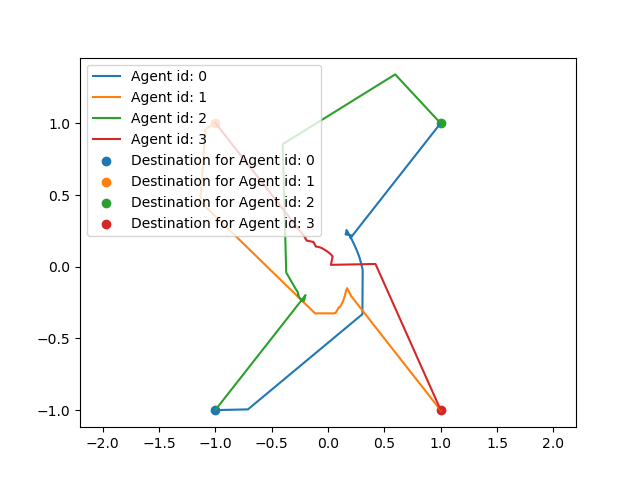 Agent id: 0
Agent id: 1
Agent id: 2
Agent id: 3
Destination for Agent id: 0
Destination for Agent id: 1
Destination for Agent id: 2
Destination for Agent id: 3
1.0
0.5
0.0
−0.5
−1.0
−2.0 −1.5 −1.0 −0.5 0.0 0.5 1.0 1.5 2.0